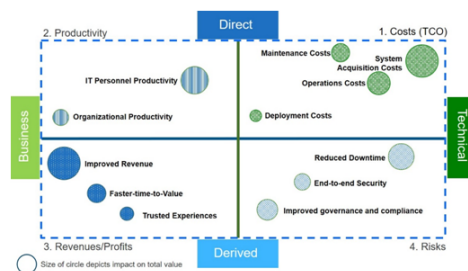 Direct
2. Productivity
1. Costs (TCO)
Maintenance Costs
System
Acquisition Costs
IT Personnel Productivity
Operations Costs
Organizational Productivity
Deployment Costs
Business
Technical
Improved Revenue
Reduced Downtime
Faster-time-to-Value
End-to-end Security
Trusted Experiences
Improved governance and compliance
3. Revenues/Profits
Derived
4. Risks
Size of circle depicts impact on total value